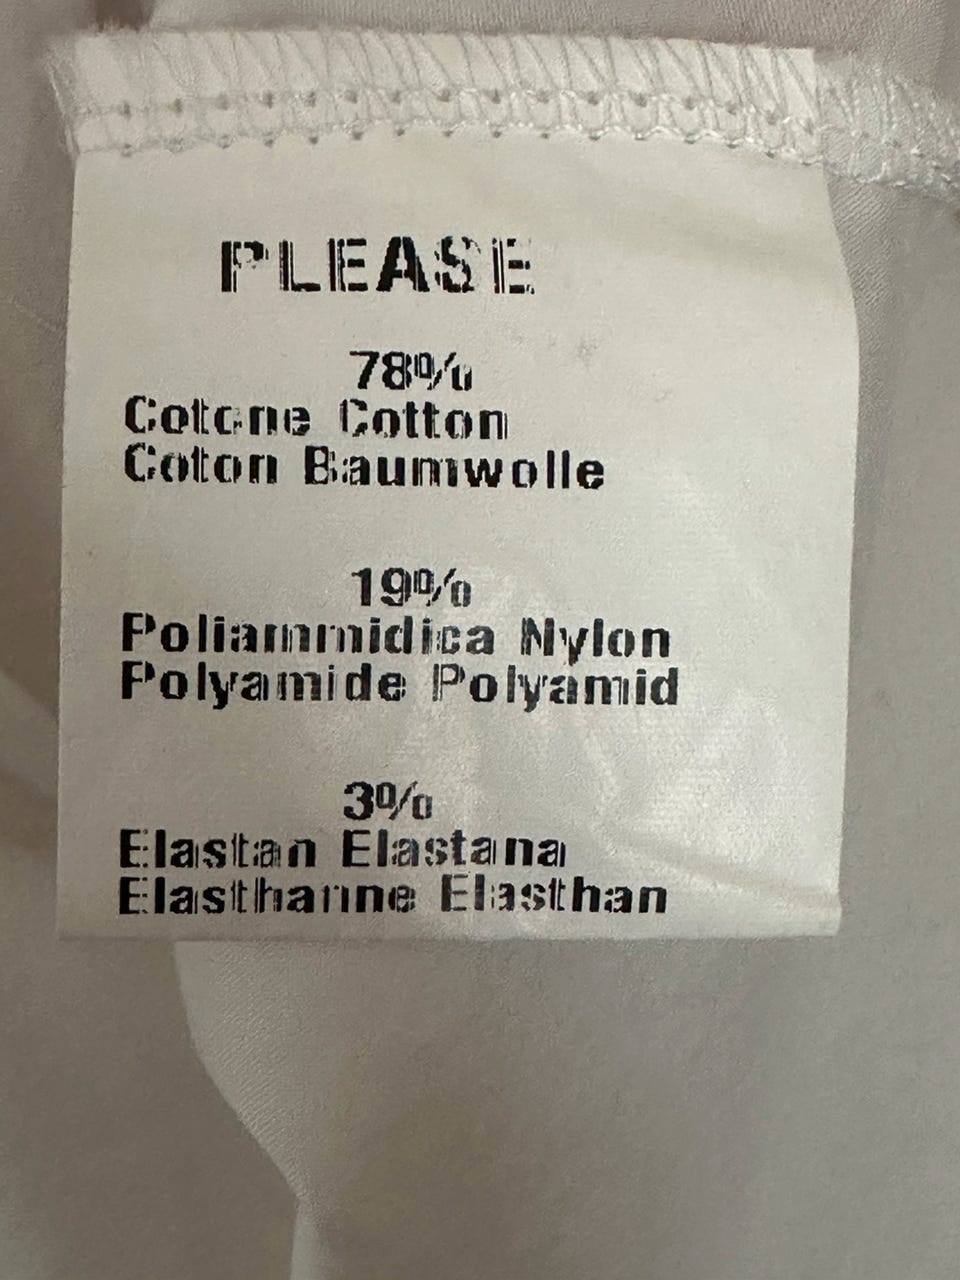 PLEASE
78%
Cotone Cotton
Coton Baumwolle
19%
Poliammidica Nylon
Polyamide Polyamid
3%
Elastan Elastana
Elasthanne Elasthan